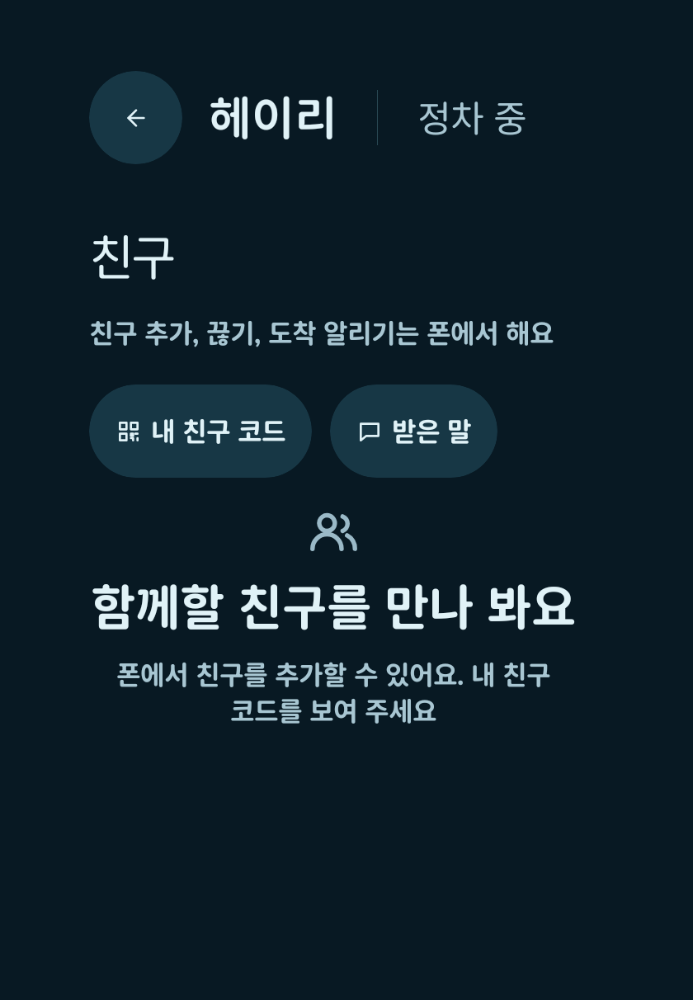 헤이리
정차 중
친구
친구 추가, 끊기, 도착 알리기는 폰에서 해요
내 친구 코드
받은 말
함께할 친구를 만나 봐요
폰에서 친구를 추가할 수 있어요. 내 친구
코드를 보여 주세요